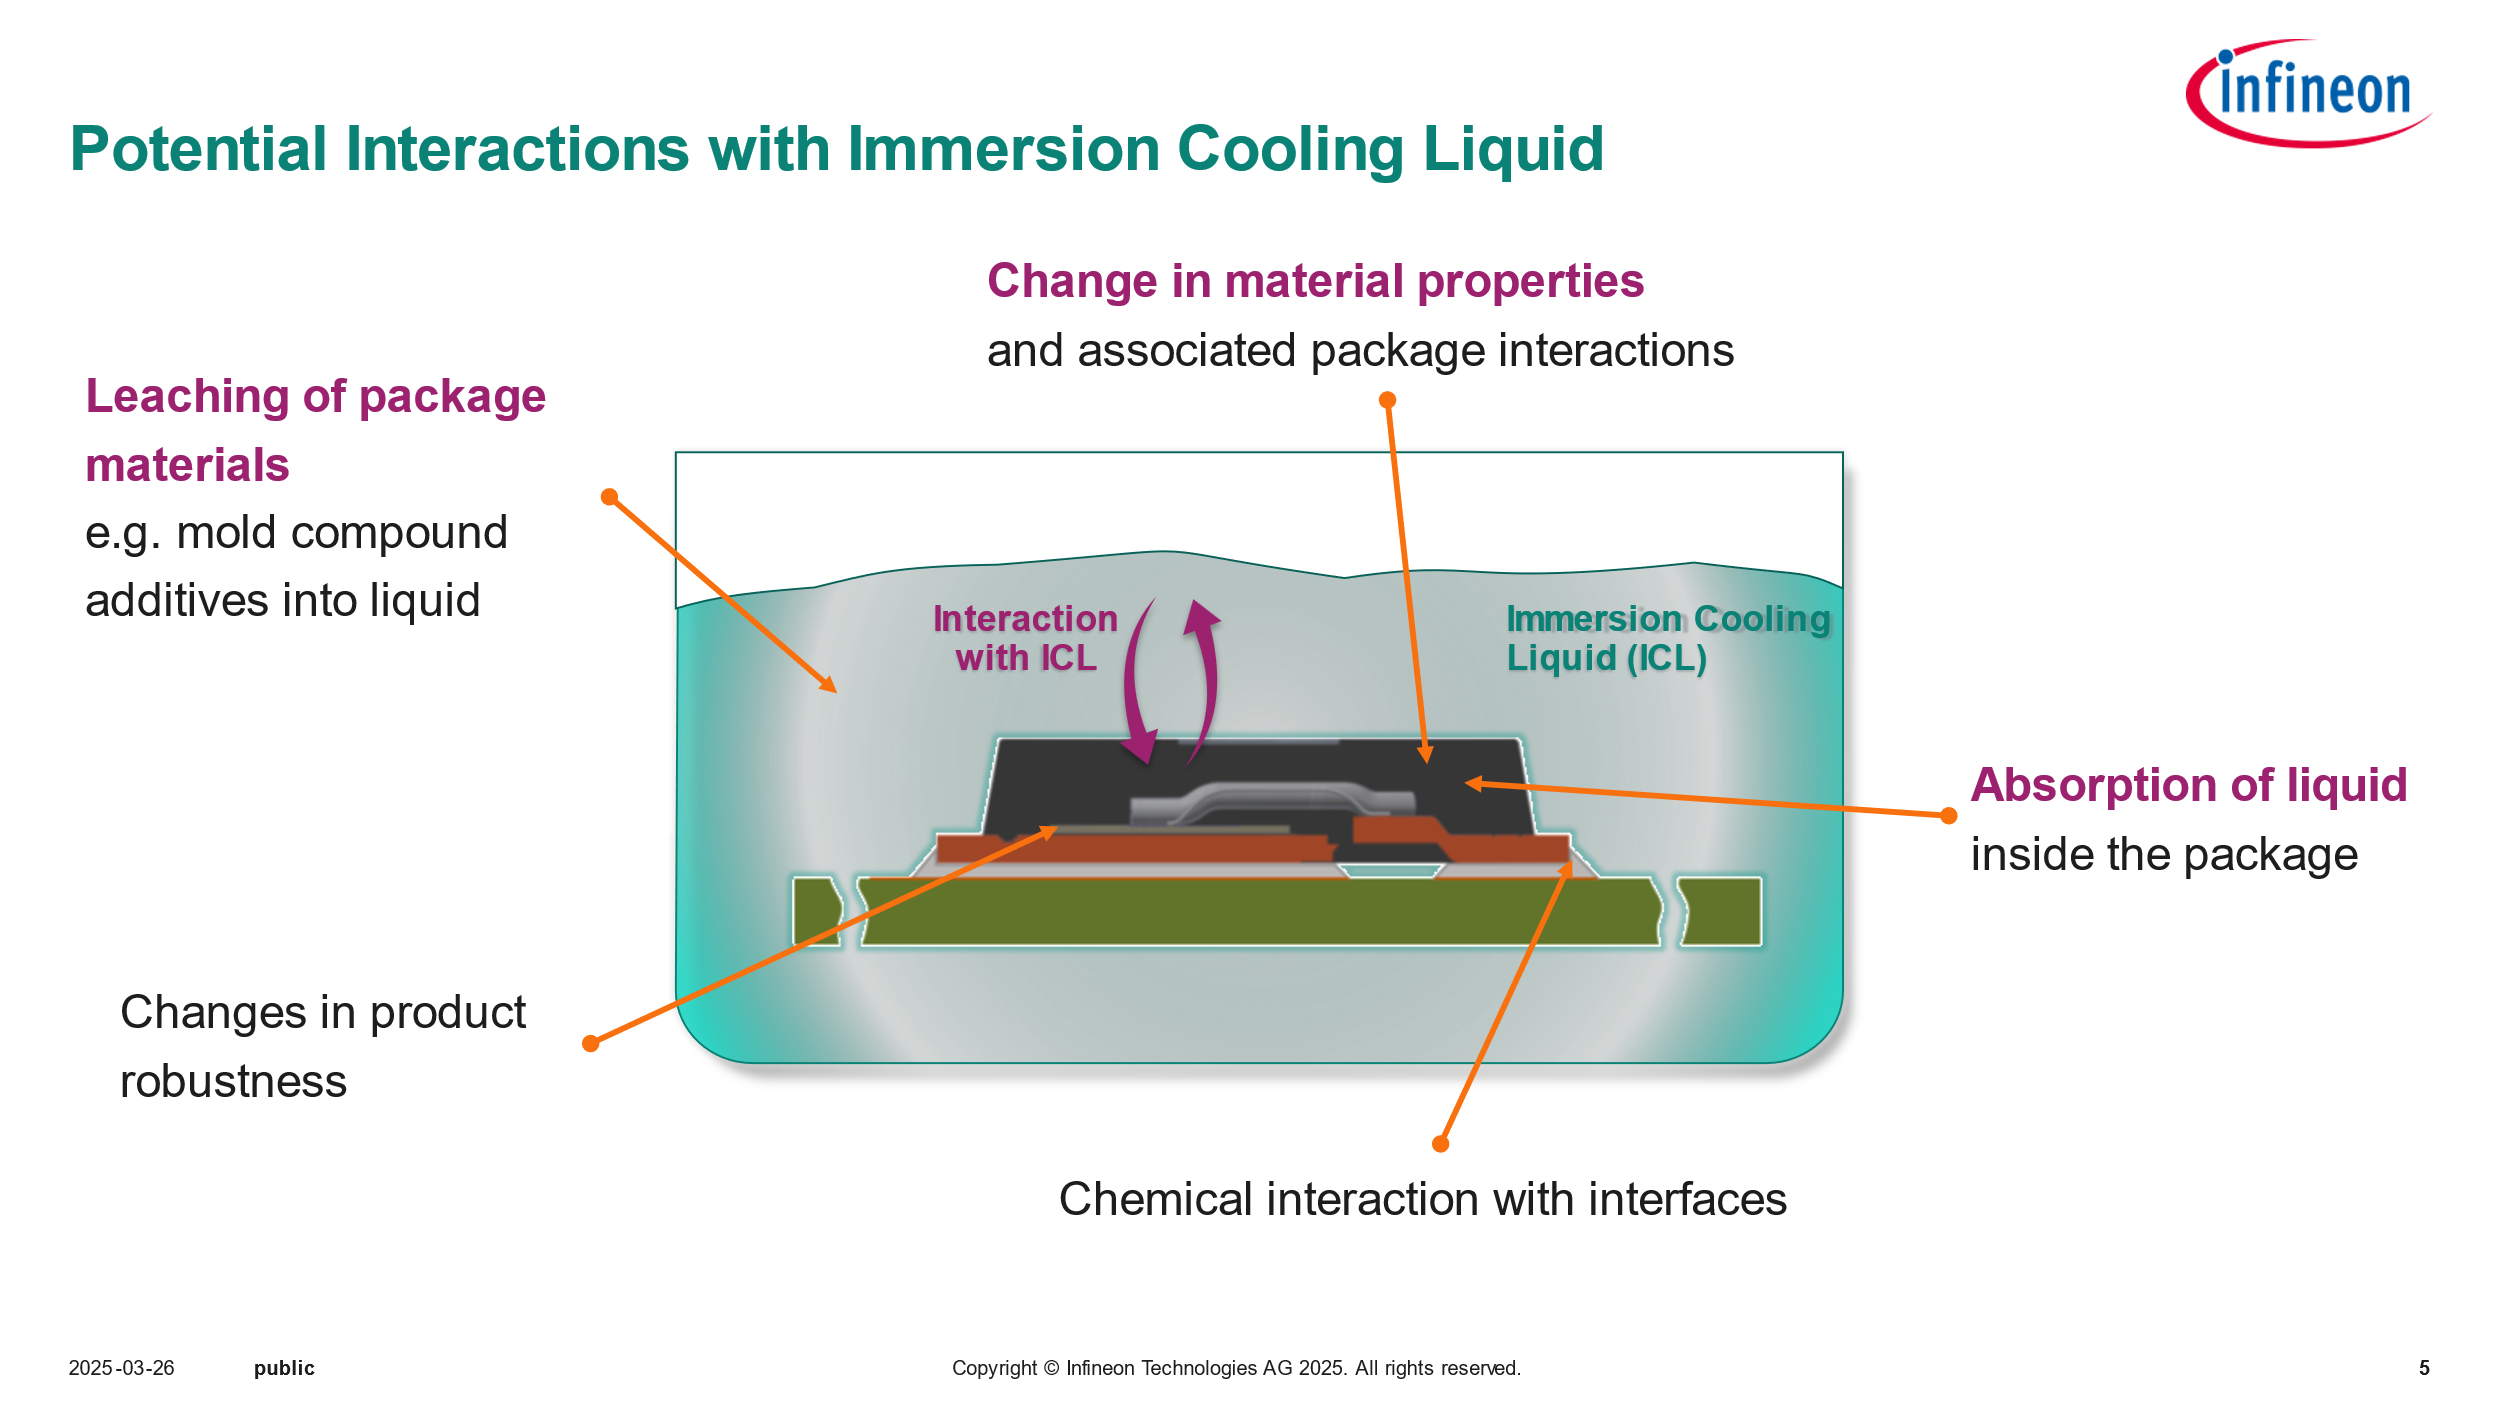 infineon
Potential Interactions with Immersion Cooling Liquid
Change in material properties
and associated package interactions
Leaching of package
materials
e.g. mold compound
additives into liquid
Interaction
with ICL
Immersion Cooling
Liquid (ICL)
Absorption of liquid
inside the package
Changes in product
robustness
Chemical interaction with interfaces
2025-03-26
public
Copyright © Infineon Technologies AG 2025. All rights reserved.
5